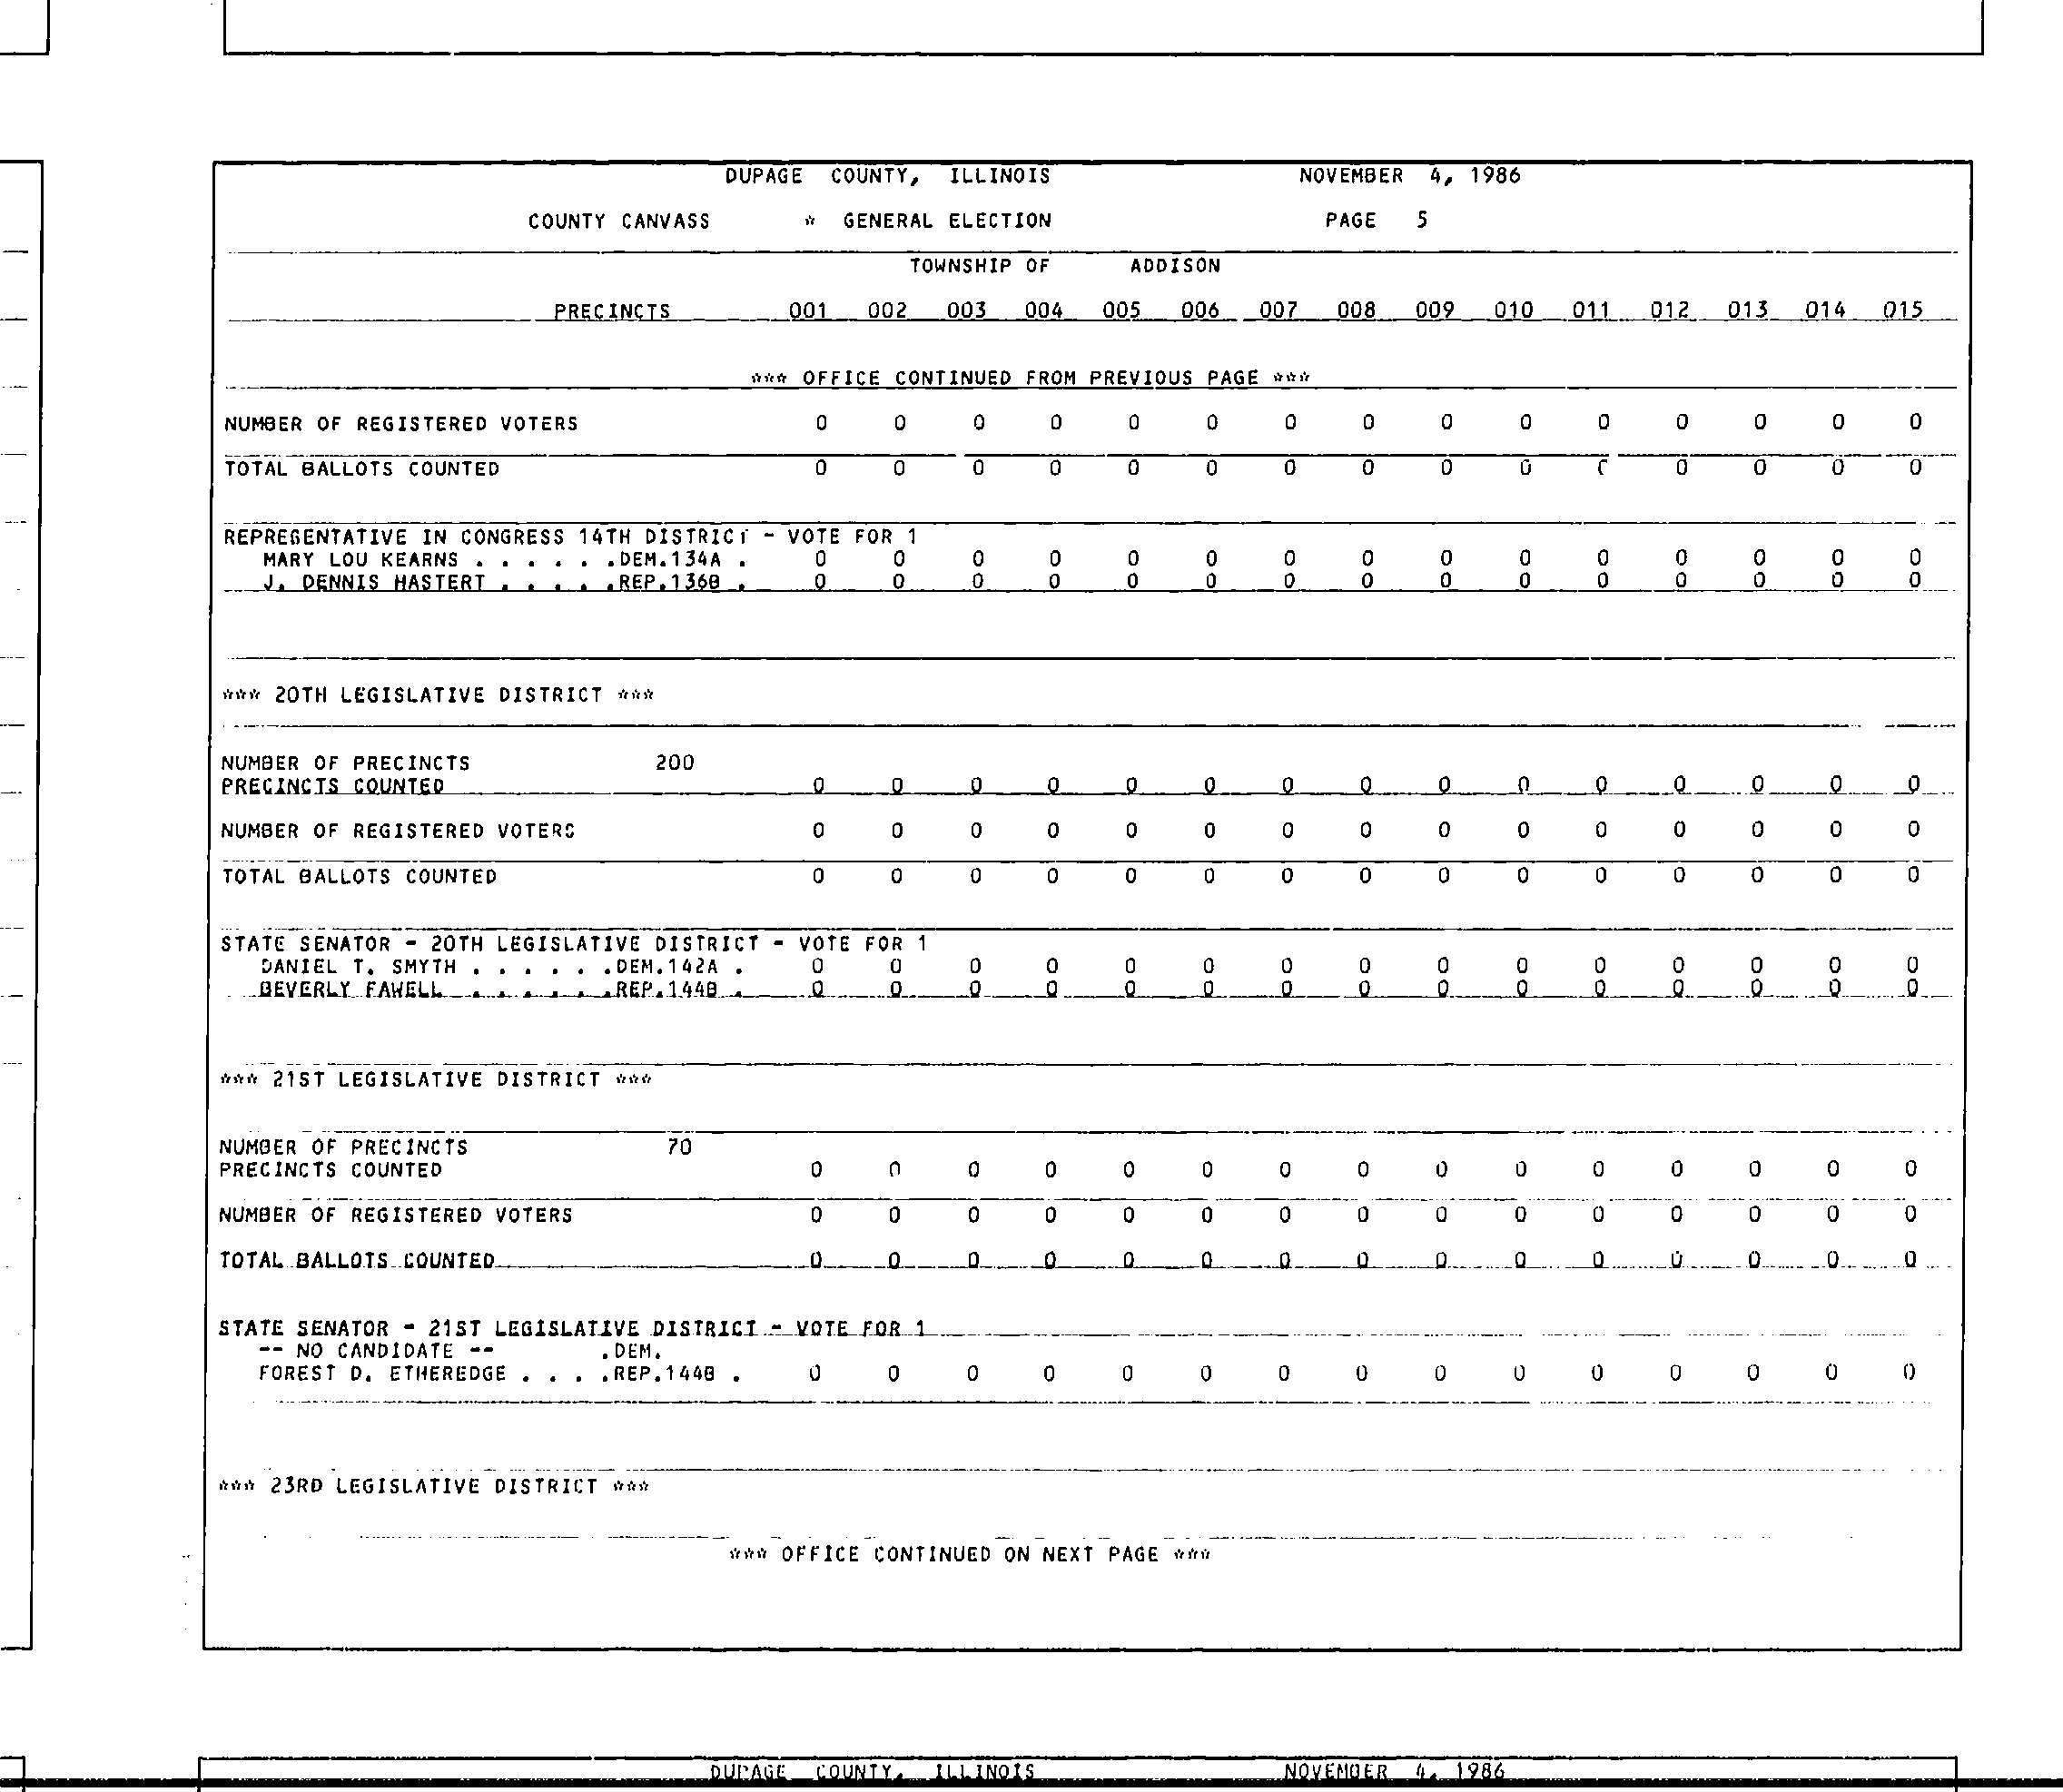 DUPAGE COUNTY, ILLINOIS NOVEMBER 4, 1986
COUNTY CANVASS * GENERAL ELECTION PAGE 5
TOWNSHIP OF ADDISON
PRECINCTS 001 002 003 004 005 006 007 008 009 010 011 012 013 014 015
*** OFFICE CONTINUED FROM PREVIOUS PAGE ***
NUMBER OF REGISTERED VOTERS 0 0 0 0 0 0 0 0 0 0 0 0 0 0 0
TOTAL BALLOTS COUNTED 0 0 0 0 0 0 0 0 0 0 0 0 0 0 0
REPRESENTATIVE IN CONGRESS 14TH DISTRICT - VOTE FOR 1
MARY LOU KEARNS . . . . . .DEM.134A . 0 0 0 0 0 0 0 0 0 0 0 0 0 0 0
J. DENNIS HASTERT . . . . .REP.136B . 0 0 0 0 0 0 0 0 0 0 0 0 0 0 0
*** 20TH LEGISLATIVE DISTRICT ***
NUMBER OF PRECINCTS 200
PRECINCTS COUNTED 0 0 0 0 0 0 0 0 0 0 0 0 0 0 0
NUMBER OF REGISTERED VOTERS 0 0 0 0 0 0 0 0 0 0 0 0 0 0 0
TOTAL BALLOTS COUNTED 0 0 0 0 0 0 0 0 0 0 0 0 0 0 0
STATE SENATOR - 20TH LEGISLATIVE DISTRICT - VOTE FOR 1
DANIEL T. SMYTH . . . . . .DEM.142A . 0 0 0 0 0 0 0 0 0 0 0 0 0 0 0
BEVERLY FAWELL . . . . . .REP.144B . 0 0 0 0 0 0 0 0 0 0 0 0 0 0 0
*** 21ST LEGISLATIVE DISTRICT ***
NUMBER OF PRECINCTS 70
PRECINCTS COUNTED 0 0 0 0 0 0 0 0 0 0 0 0 0 0 0
NUMBER OF REGISTERED VOTERS 0 0 0 0 0 0 0 0 0 0 0 0 0 0 0
TOTAL BALLOTS COUNTED 0 0 0 0 0 0 0 0 0 0 0 0 0 0 0
STATE SENATOR - 21ST LEGISLATIVE DISTRICT - VOTE FOR 1
-- NO CANDIDATE -- .DEM.
FOREST D. ETHEREDGE . . . .REP.144B . 0 0 0 0 0 0 0 0 0 0 0 0 0 0 0
*** 23RD LEGISLATIVE DISTRICT ***
*** OFFICE CONTINUED ON NEXT PAGE ***
DUPAGE COUNTY, ILLINOIS NOVEMBER 4, 1986